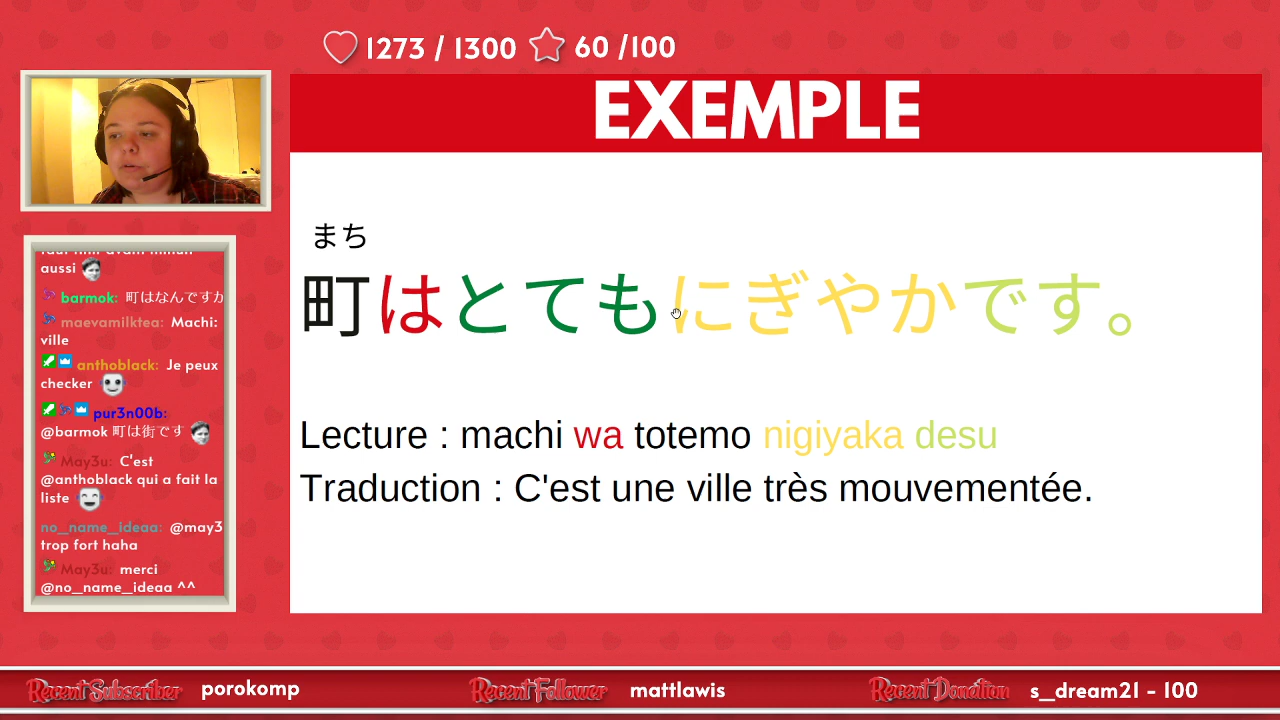 1273 / 1300 60 /100
EXEMPLE
まち
町はとてもにぎやかです。
Lecture : machi wa totemo nigiyaka desu
Traduction : C'est une ville très mouvementée.
aussi
barmok: 町はなんですか
maevamilktea: Machi:
ville
anthoblack: Je peux
checker
pur3n00b:
@barmok 町は街です
May3u: C'est
@anthoblack qui a fait la
liste
no_name_ideaa: @may3
trop fort haha
May3u: merci
@no_name_ideaa ^^
Recent Subscriber porokomp
Recent Follower mattlawis
Recent Donation s_dream21 - 100